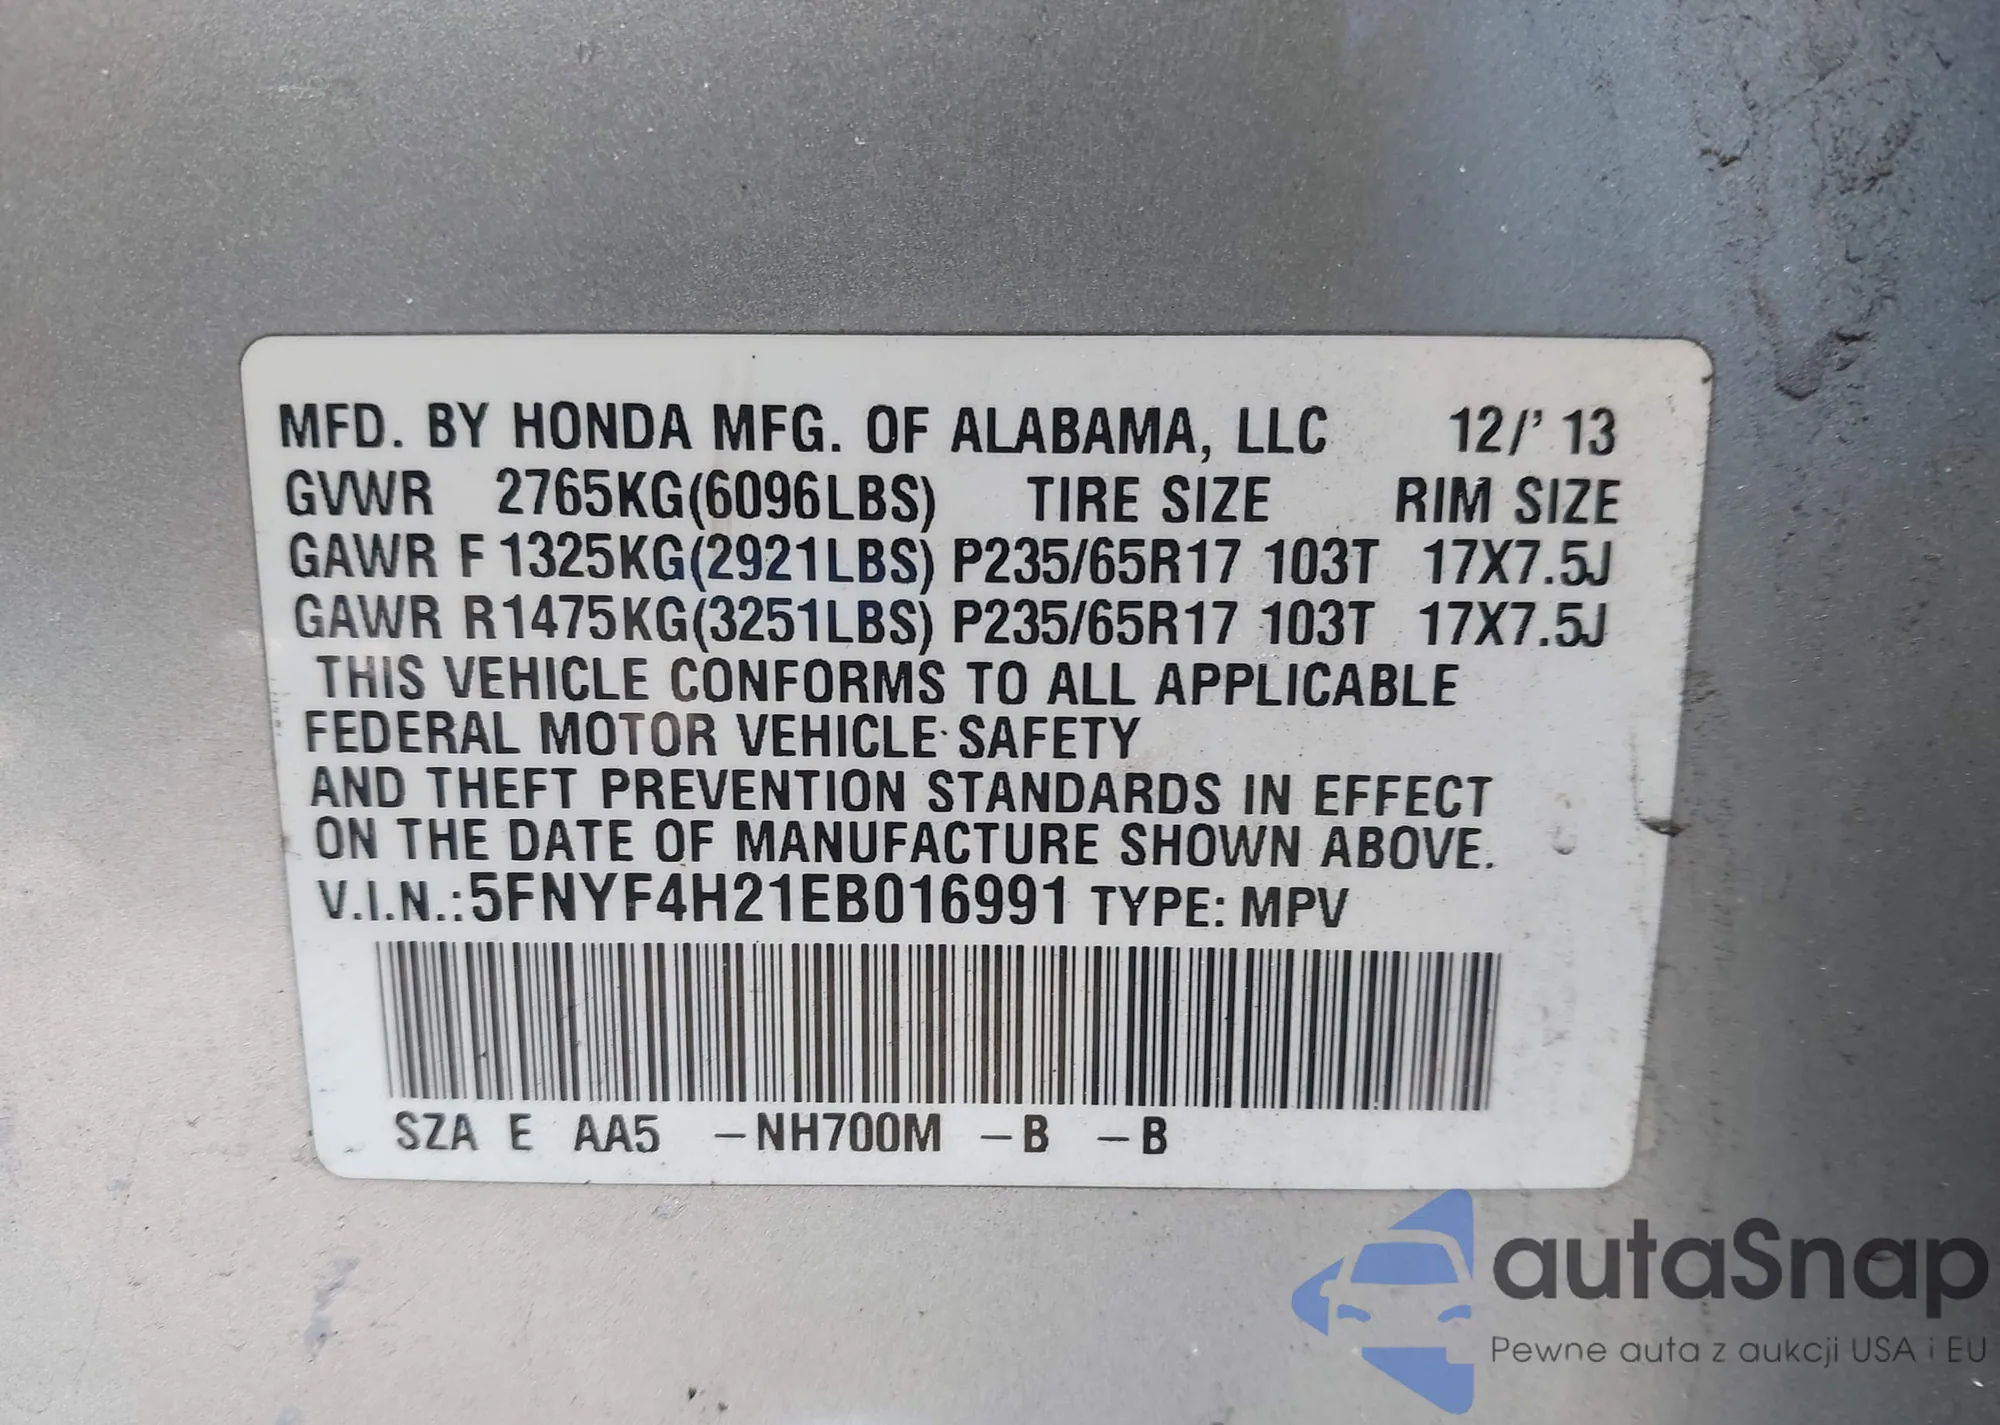 MFD. BY HONDA MFG. OF ALABAMA, LLC 12/' 13
GVWR 2765KG(6096LBS) TIRE SIZE RIM SIZE
GAWR F 1325KG(2921LBS) P235/65R17 103T 17X7.5J
GAWR R 1475KG(3251LBS) P235/65R17 103T 17X7.5J
THIS VEHICLE CONFORMS TO ALL APPLICABLE
FEDERAL MOTOR VEHICLE SAFETY
AND THEFT PREVENTION STANDARDS IN EFFECT
ON THE DATE OF MANUFACTURE SHOWN ABOVE.
V.I.N.:5FNYF4H21EB016991 TYPE: MPV
SZA E AA5 –NH700M –B –B
autaSnap
Pewne auta z aukcji USA i EU